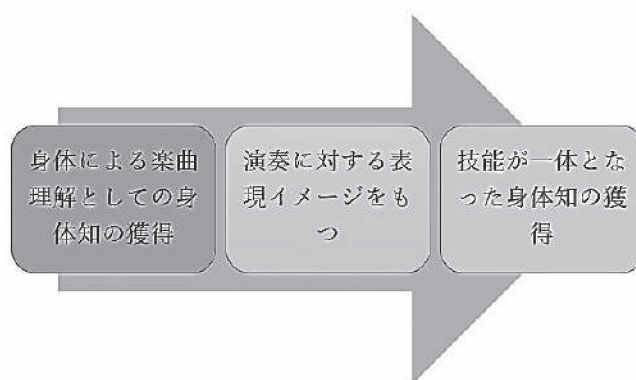 身体による楽曲
理解としての身
体知の獲得
演奏に対する表
現イメージをも
つ
技能が一体とな
った身体知の獲
得